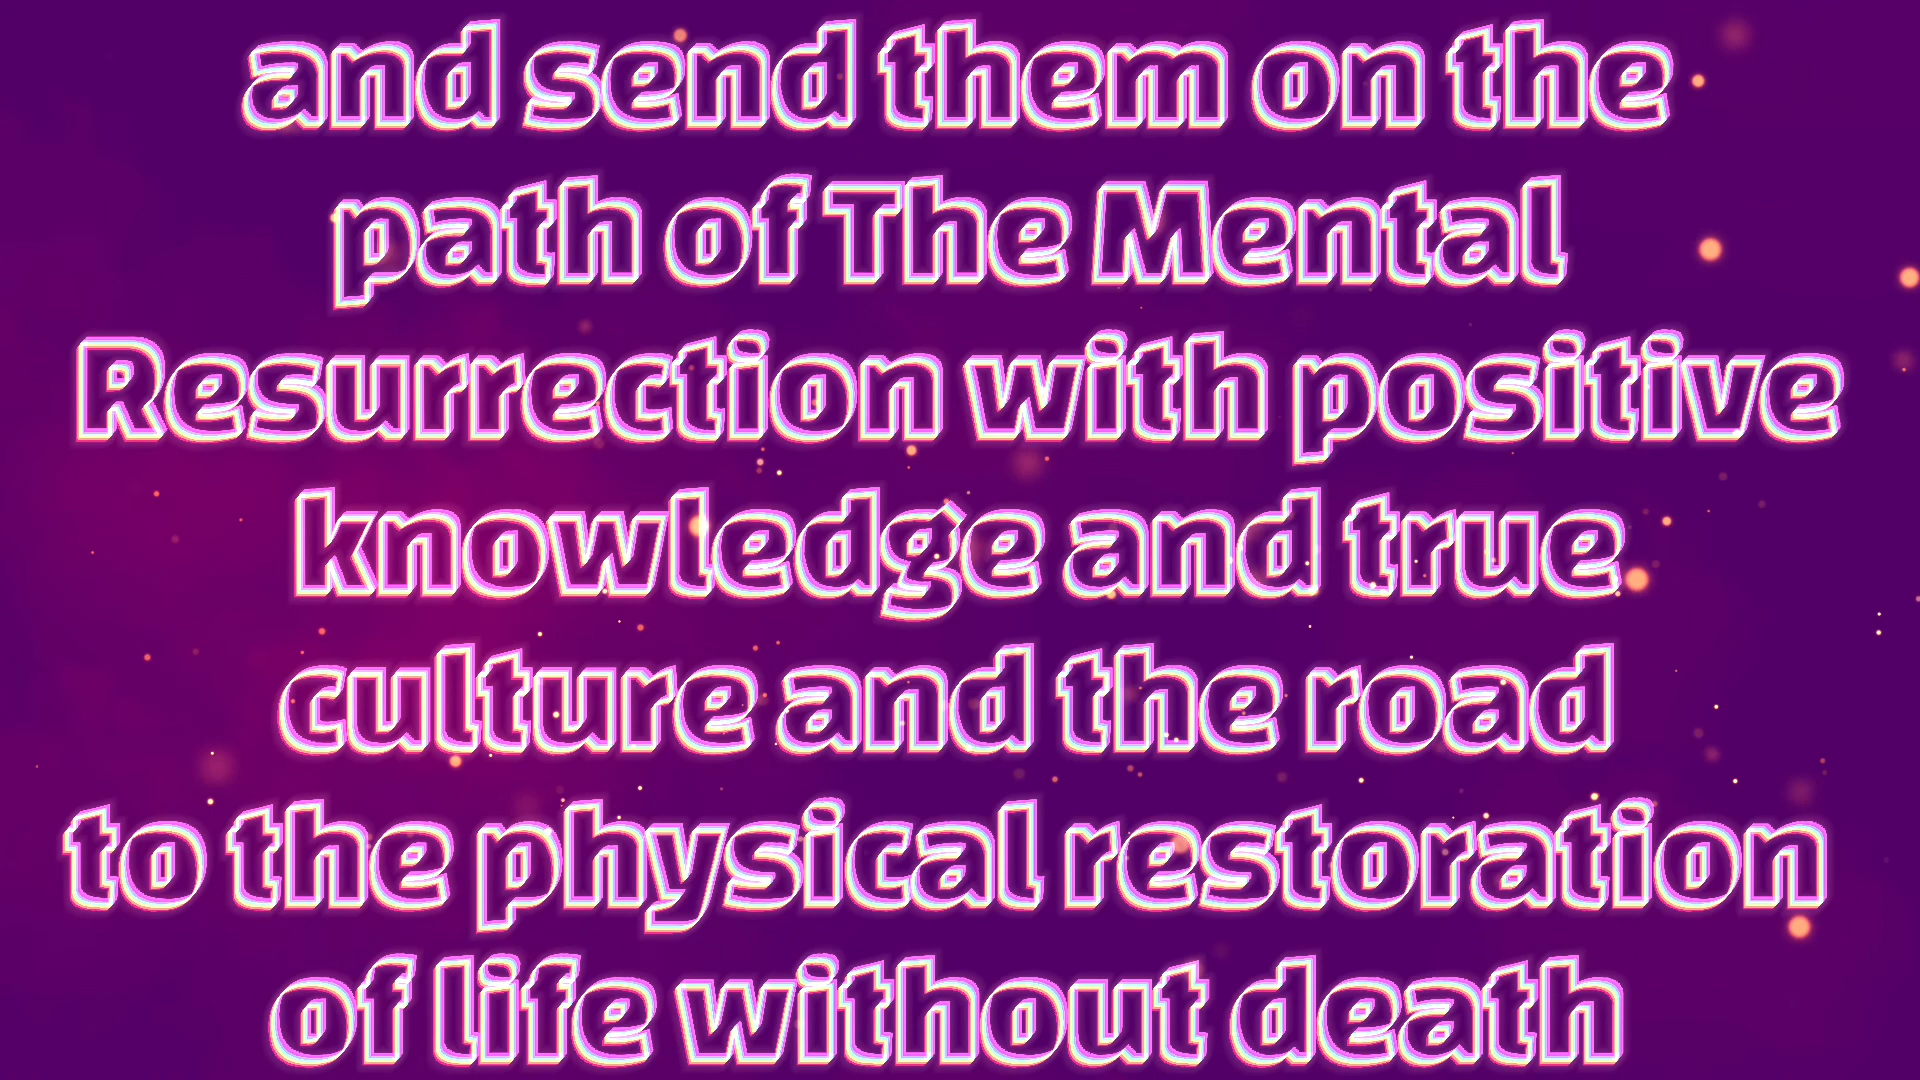 and send them on the
path of The Mental
Resurrection with positive
knowledge and true
culture and the road
to the physical restoration
of life without death